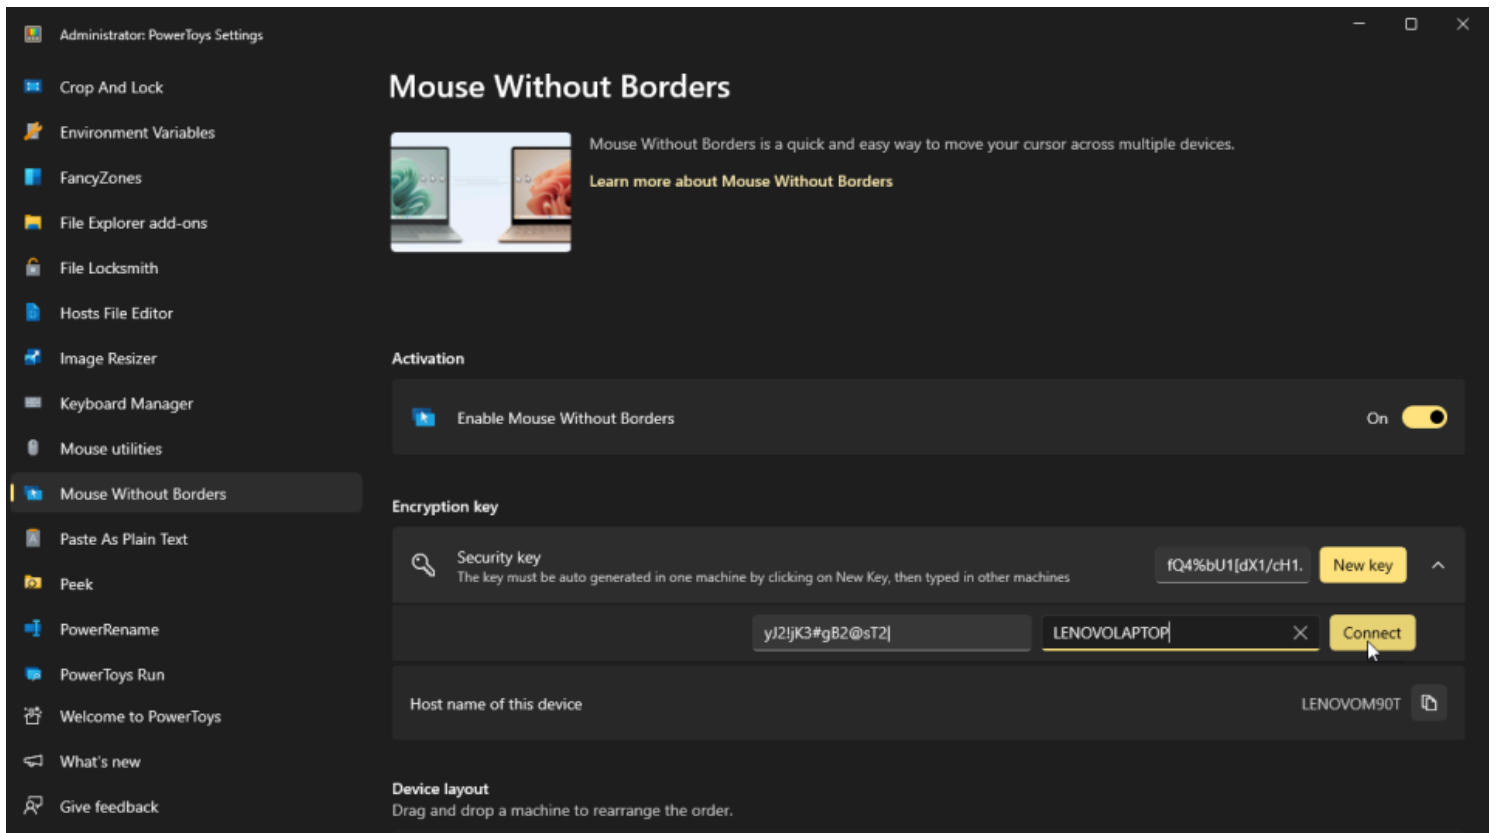 Administrator: PowerToys Settings
Crop And Lock
Environment Variables
FancyZones
File Explorer add-ons
File Locksmith
Hosts File Editor
Image Resizer
Keyboard Manager
Mouse utilities
Mouse Without Borders
Paste As Plain Text
Peek
PowerRename
PowerToys Run
Welcome to PowerToys
What's new
Give feedback
Mouse Without Borders
Mouse Without Borders is a quick and easy way to move your cursor across multiple devices.
Learn more about Mouse Without Borders
Activation
Enable Mouse Without Borders
On
Encryption key
Security key
The key must be auto generated in one machine by clicking on New Key, then typed in other machines
fQ4%bU1[dX1/cH1.
New key
yJ2!jK3#gB2@sT2
LENOVOLAPTOP
Connect
Host name of this device
LENOVOM90T
Device layout
Drag and drop a machine to rearrange the order.